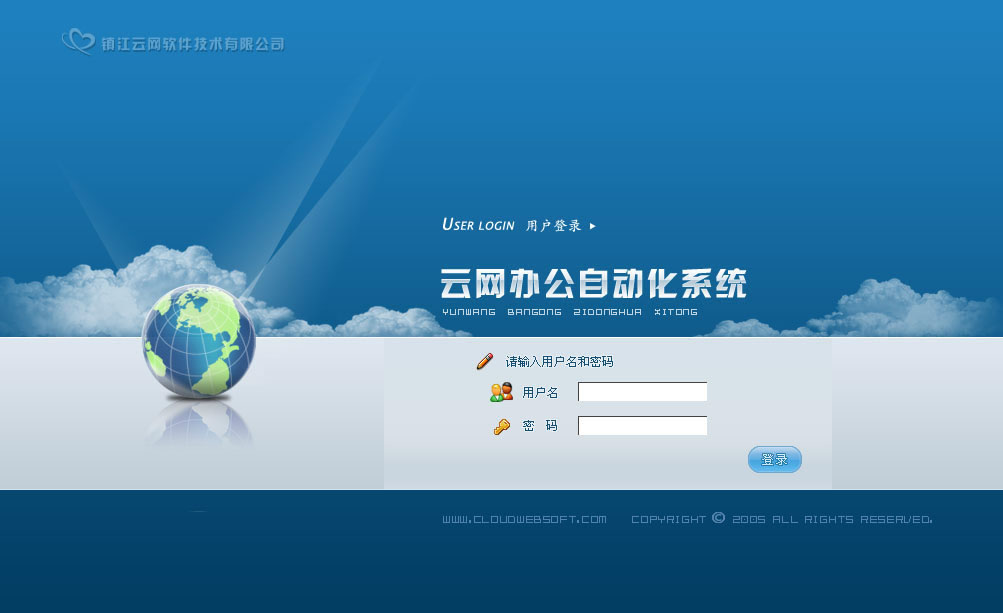 镇江云网软件技术有限公司
USER LOGIN 用户登录
云网办公自动化系统
YUNWANG BANGONG ZIDONGHUA XITONG
请输入用户名和密码
用户名
密 码
登录
WWW.CLOUDWEBSOFT.COM COPYRIGHT © 2005 ALL RIGHTS RESERVED.